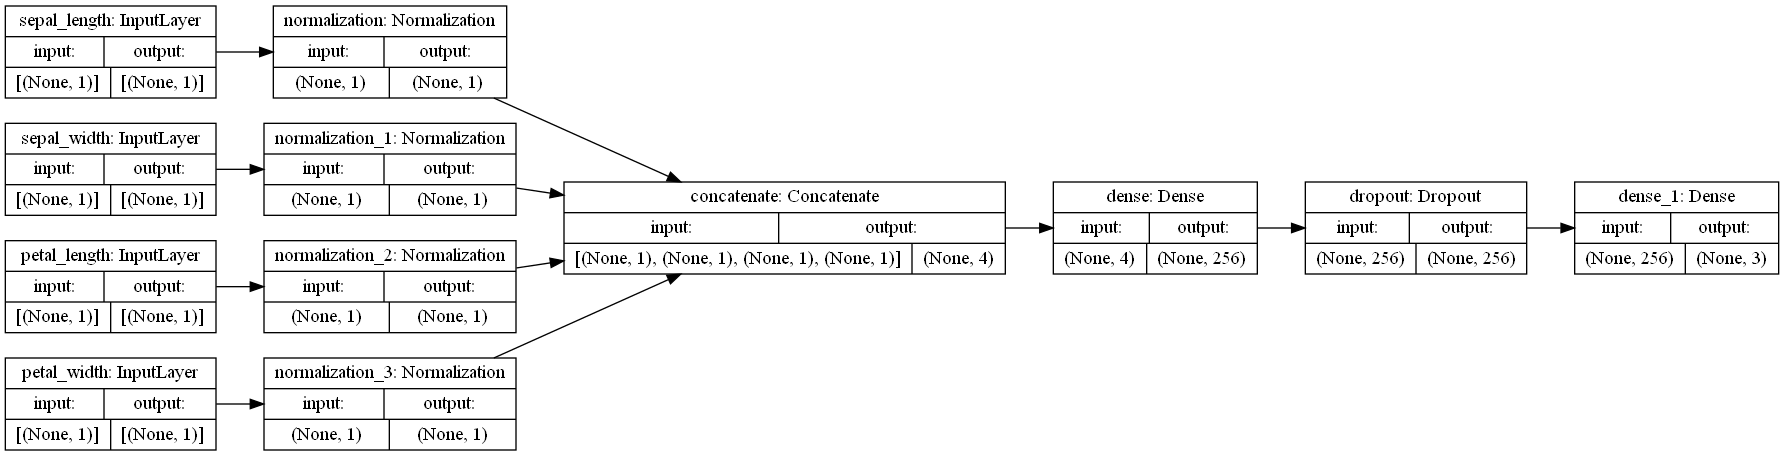 sepal_length: InputLayer
input: output:
[(None, 1)] [(None, 1)]
normalization: Normalization
input: output:
(None, 1) (None, 1)
sepal_width: InputLayer
input: output:
[(None, 1)] [(None, 1)]
normalization_1: Normalization
input: output:
(None, 1) (None, 1)
petal_length: InputLayer
input: output:
[(None, 1)] [(None, 1)]
normalization_2: Normalization
input: output:
(None, 1) (None, 1)
petal_width: InputLayer
input: output:
[(None, 1)] [(None, 1)]
normalization_3: Normalization
input: output:
(None, 1) (None, 1)
concatenate: Concatenate
input: output:
[(None, 1), (None, 1), (None, 1), (None, 1)] (None, 4)
dense: Dense
input: output:
(None, 4) (None, 256)
dropout: Dropout
input: output:
(None, 256) (None, 256)
dense_1: Dense
input: output:
(None, 256) (None, 3)